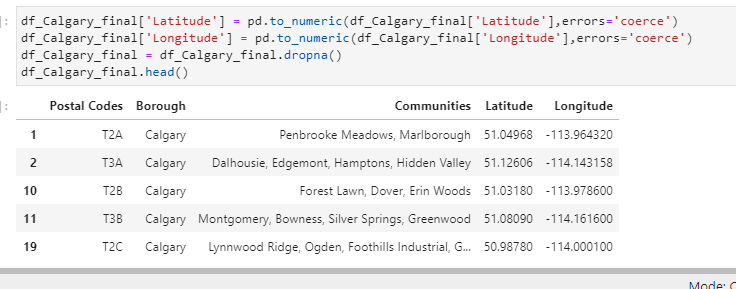 ]: df_Calgary_final['Latitude'] = pd.to_numeric(df_Calgary_final['Latitude'],errors='coerce')
df_Calgary_final['Longitude'] = pd.to_numeric(df_Calgary_final['Longitude'],errors='coerce')
df_Calgary_final = df_Calgary_final.dropna()
df_Calgary_final.head()
]: Postal Codes Borough Communities Latitude Longitude
1 T2A Calgary Penbrooke Meadows, Marlborough 51.04968 -113.964320
2 T3A Calgary Dalhousie, Edgemont, Hamptons, Hidden Valley 51.12606 -114.143158
10 T2B Calgary Forest Lawn, Dover, Erin Woods 51.03180 -113.978600
11 T3B Calgary Montgomery, Bowness, Silver Springs, Greenwood 51.08090 -114.161600
19 T2C Calgary Lynnwood Ridge, Ogden, Foothills Industrial, G... 50.98780 -114.000100
Mode: